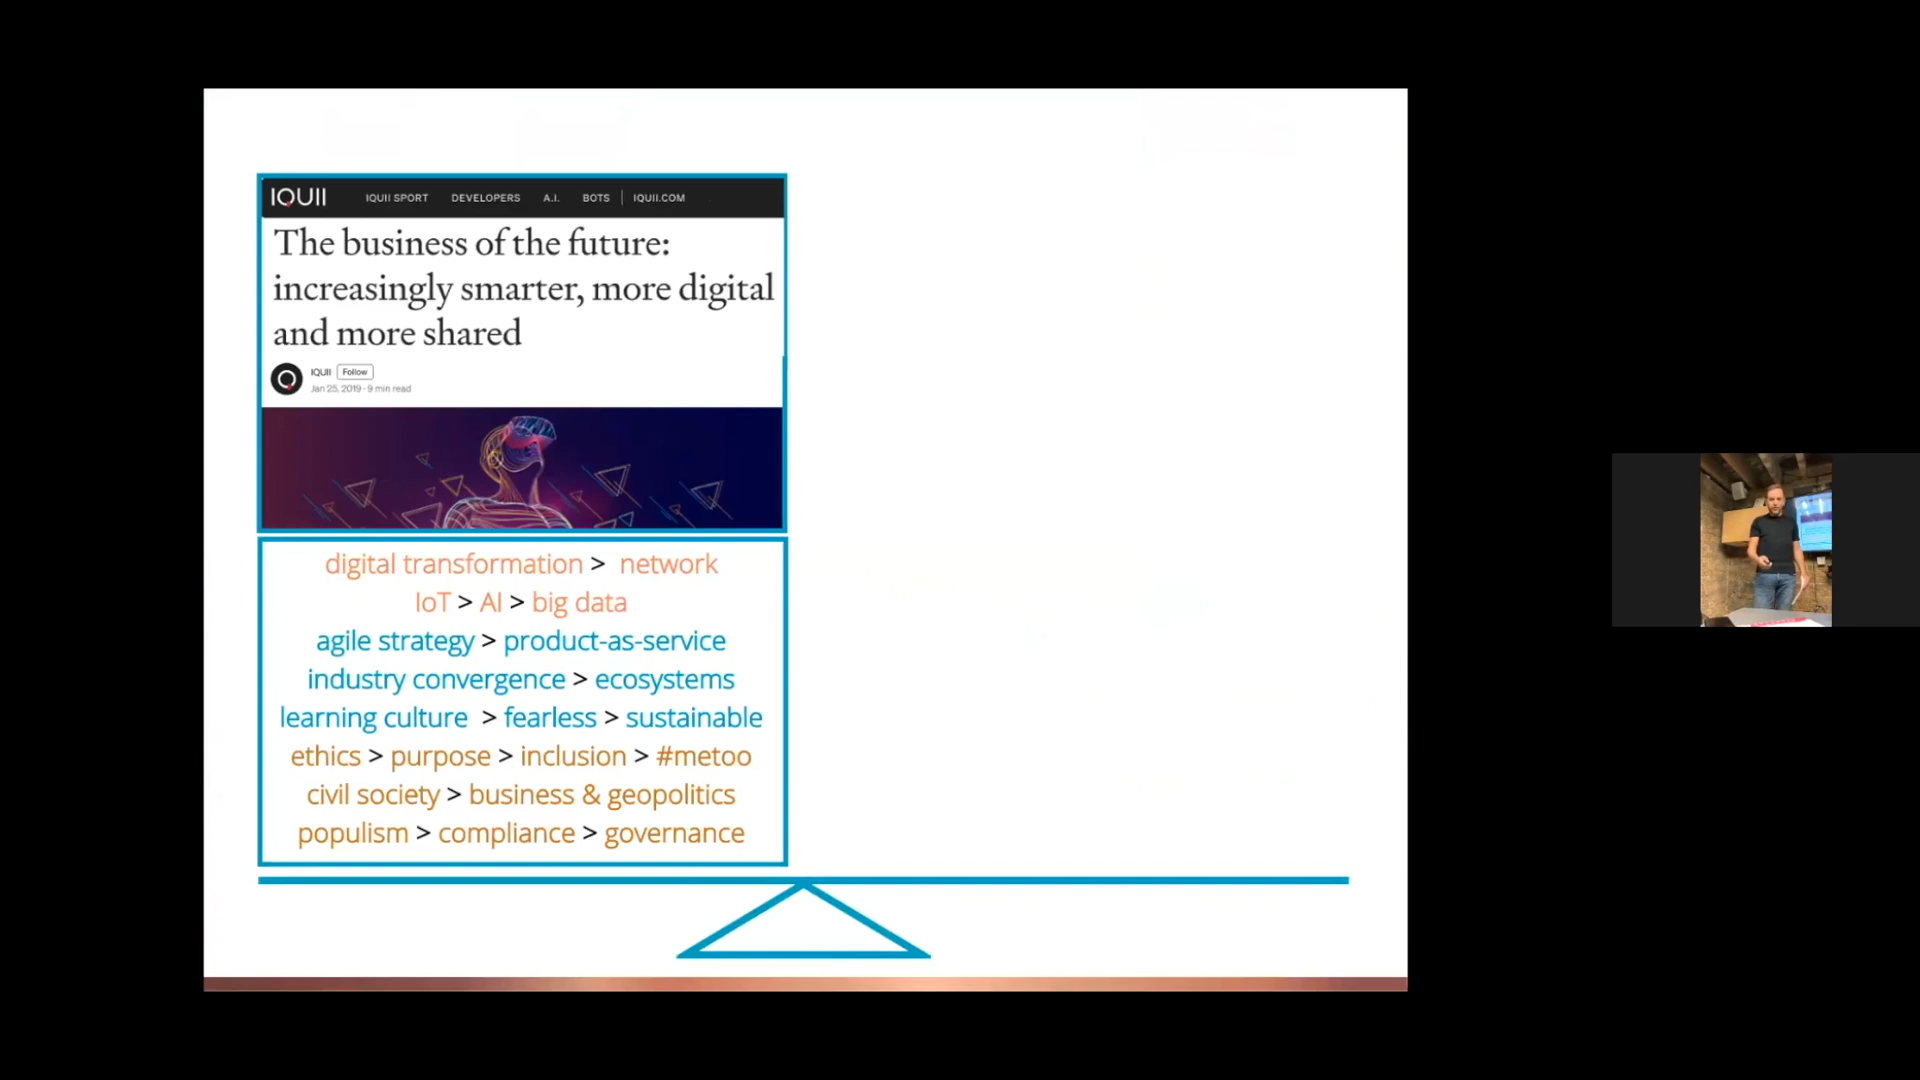 IQUII IQUII SPORT DEVELOPERS A.I. BOTS | IQUII.COM
The business of the future:
increasingly smarter, more digital
and more shared
IQUII Follow
Jan 25, 2019 · 9 min read
digital transformation > network
IoT > AI > big data
agile strategy > product-as-service
industry convergence > ecosystems
learning culture > fearless > sustainable
ethics > purpose > inclusion > #metoo
civil society > business & geopolitics
populism > compliance > governance